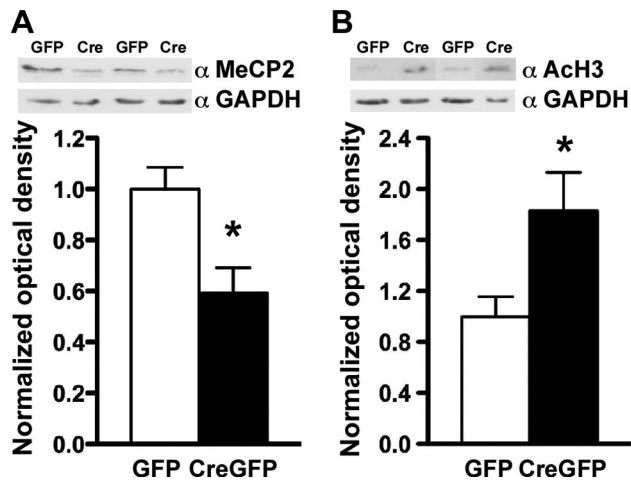 A
GFP Cre GFP Cre
α MeCP2
α GAPDH
Normalized optical density
1.2
1.0
0.8
0.6
0.4
0.2
0.0
*
GFP CreGFP
B
GFP Cre GFP Cre
α AcH3
α GAPDH
Normalized optical density
2.4
2.0
1.6
1.2
0.8
0.4
0.0
*
GFP CreGFP